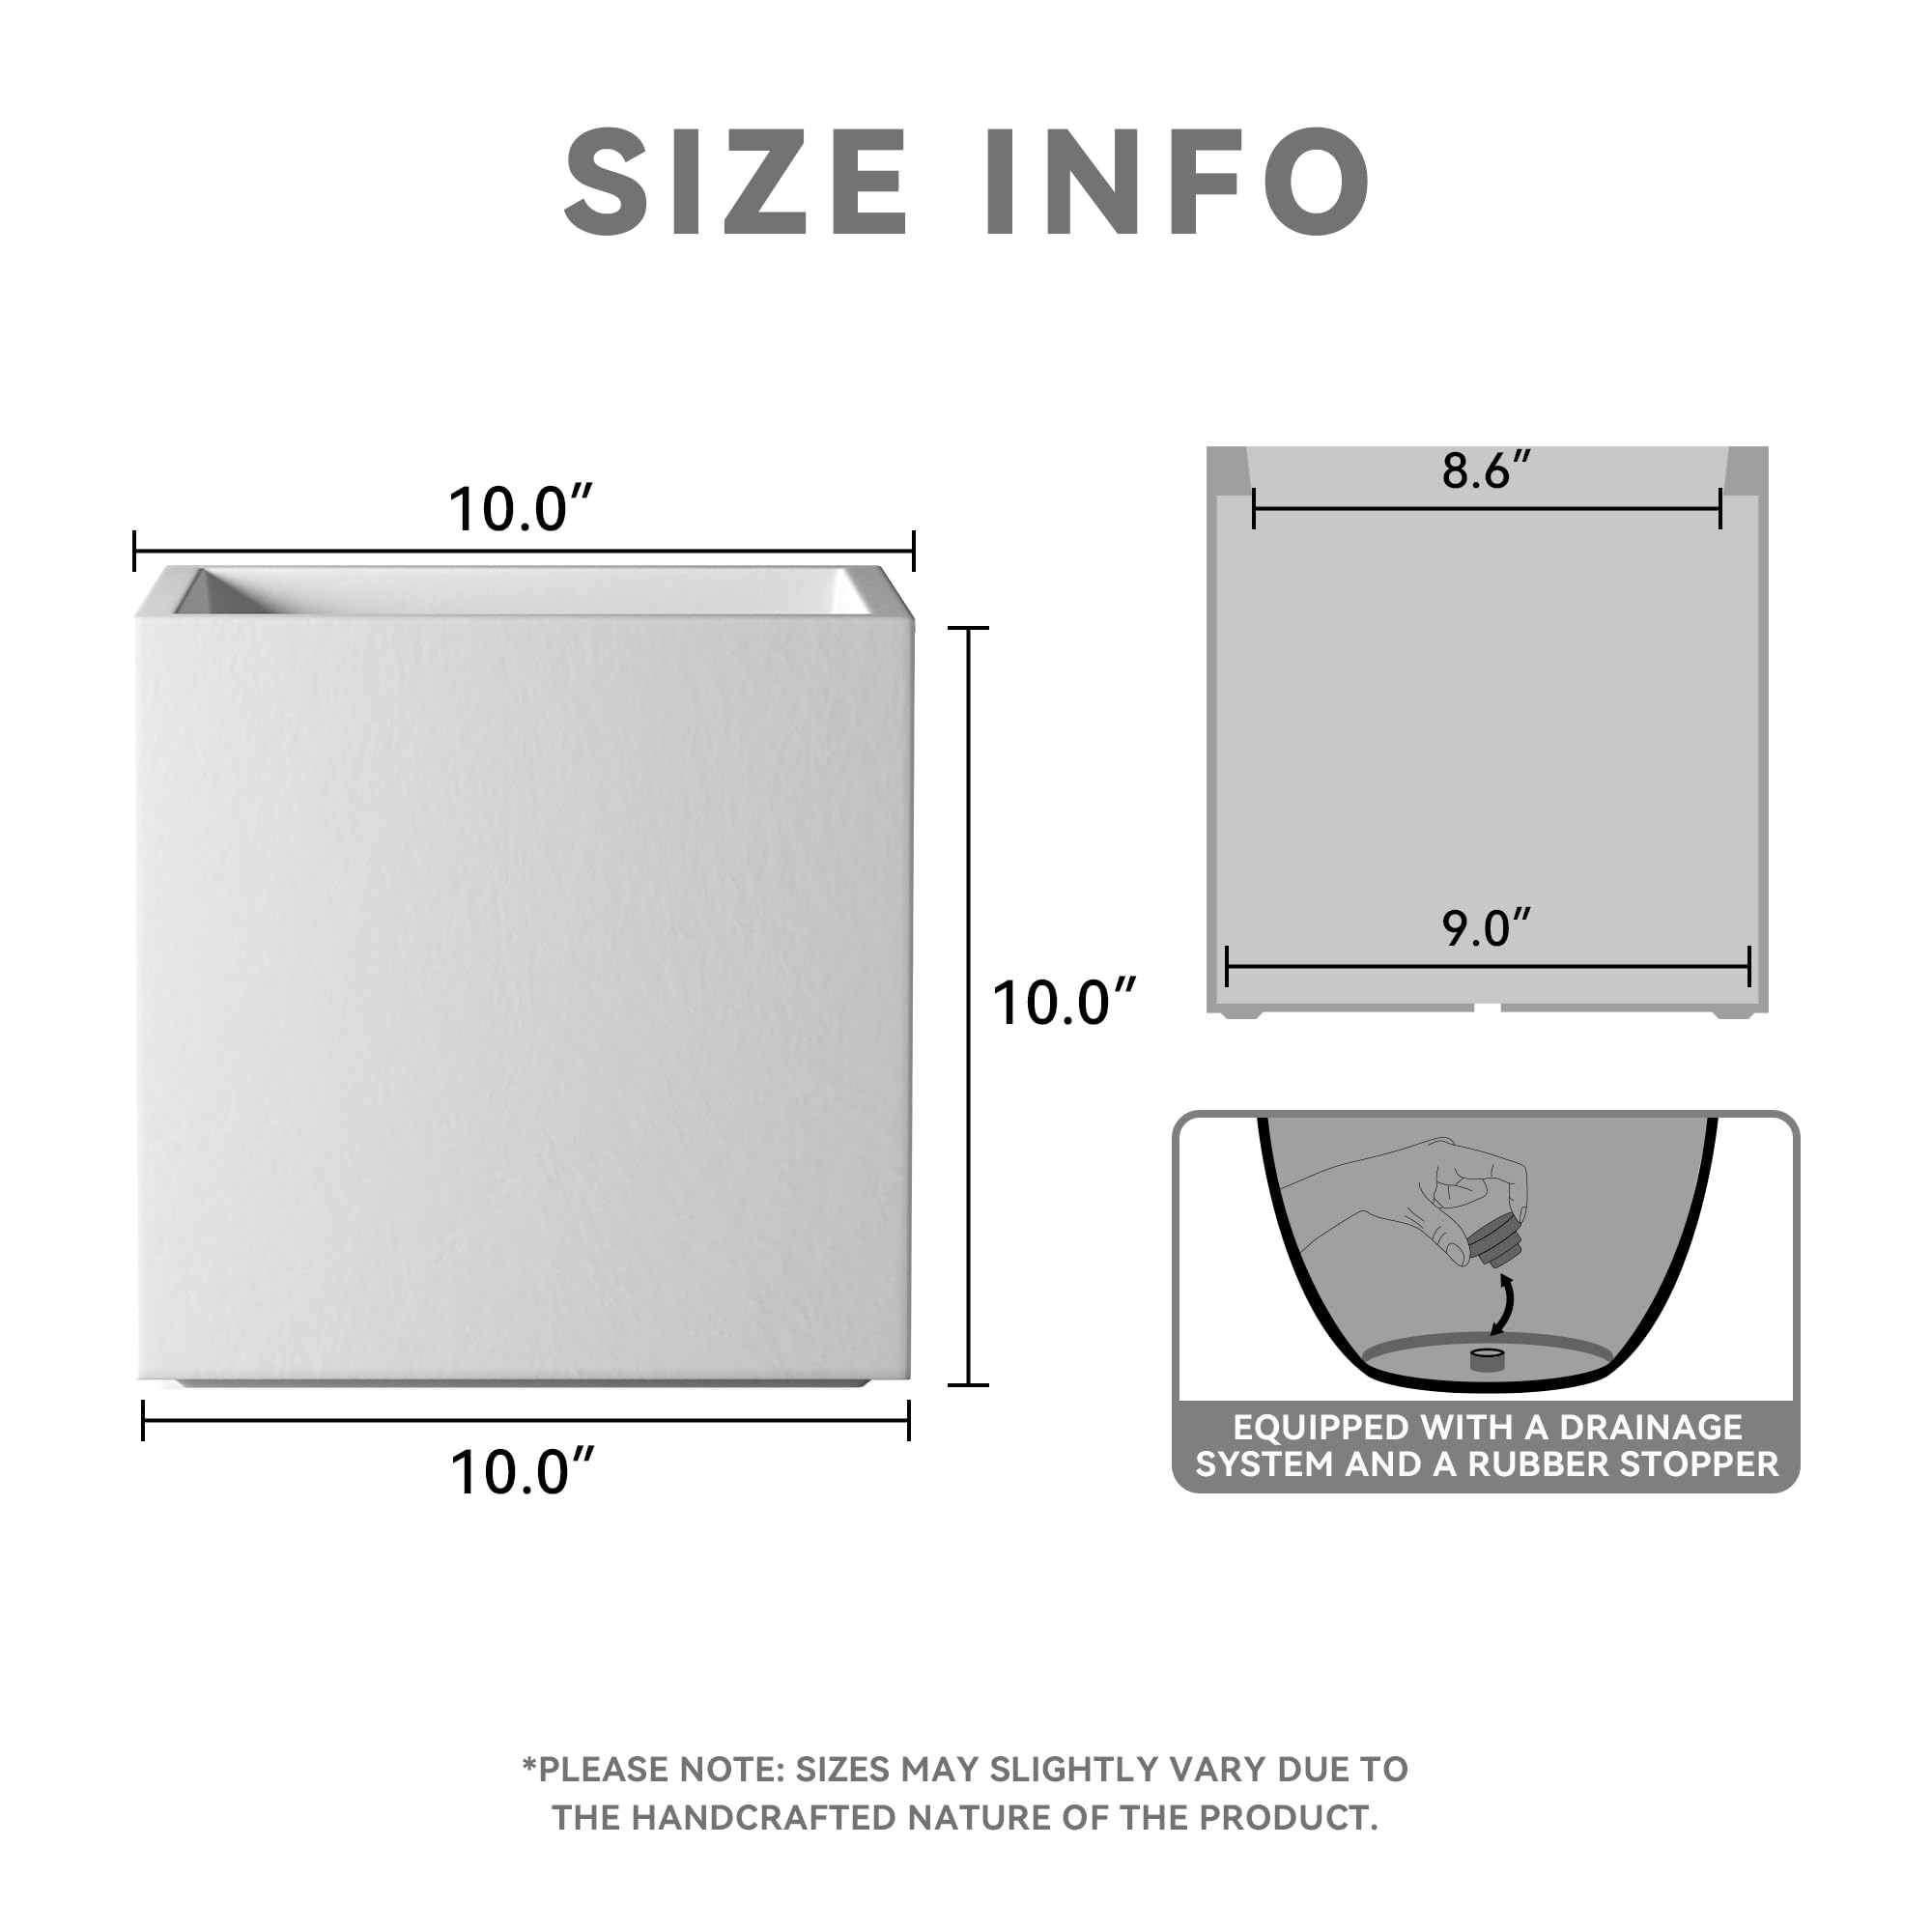 SIZE INFO
10.0″
10.0″
10.0″
8.6″
9.0″
EQUIPPED WITH A DRAINAGE
SYSTEM AND A RUBBER STOPPER
*PLEASE NOTE: SIZES MAY SLIGHTLY VARY DUE TO
THE HANDCRAFTED NATURE OF THE PRODUCT.